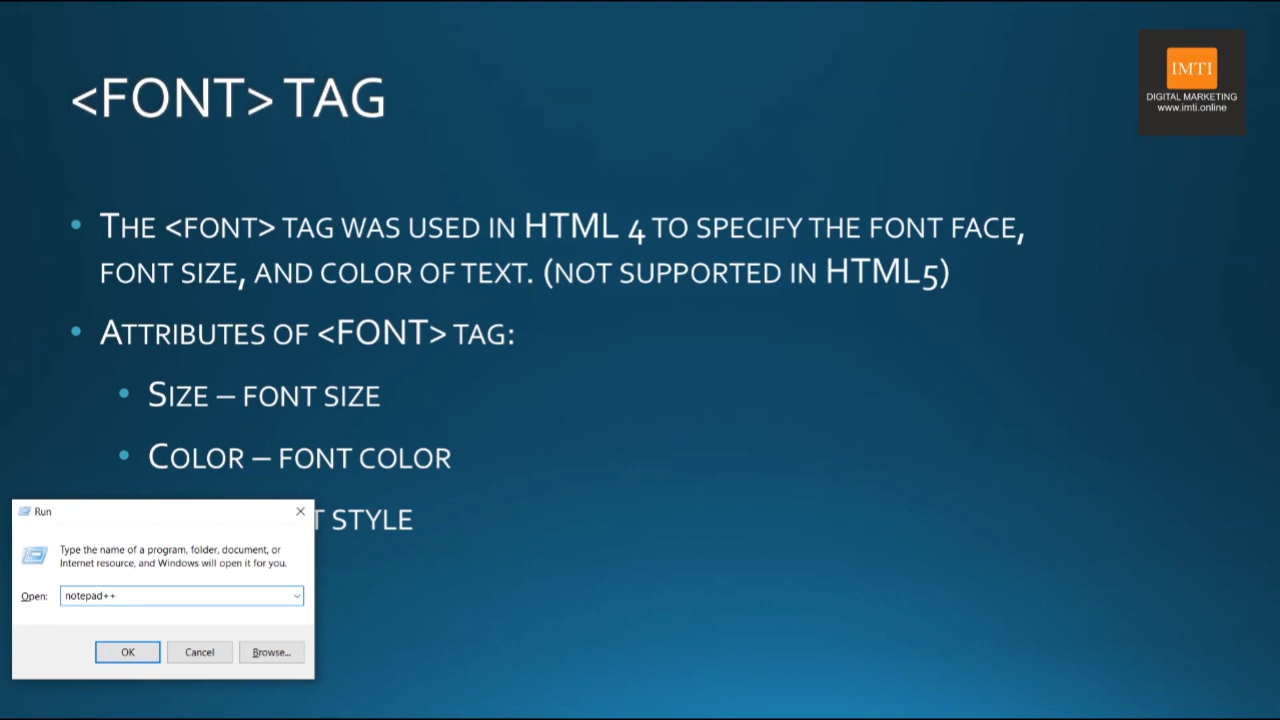 <FONT> TAG
IMTI
DIGITAL MARKETING
www.imti.online
• THE <FONT> TAG WAS USED IN HTML 4 TO SPECIFY THE FONT FACE,
FONT SIZE, AND COLOR OF TEXT. (NOT SUPPORTED IN HTML5)
• ATTRIBUTES OF <FONT> TAG:
• SIZE – FONT SIZE
• COLOR – FONT COLOR
STYLE
Run
Type the name of a program, folder, document, or
Internet resource, and Windows will open it for you.
Open: notepad++
OK Cancel Browse...